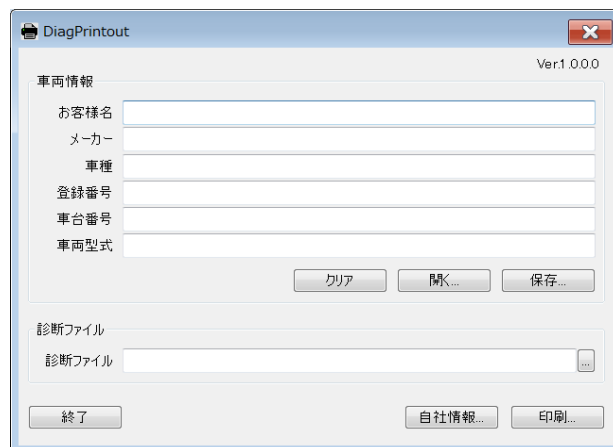 DiagPrintout
Ver.1.0.0.0
車両情報
お客様名
メーカー
車種
登録番号
車台番号
車両型式
クリア 開く... 保存...
診断ファイル
診断ファイル ...
終了 自社情報... 印刷...